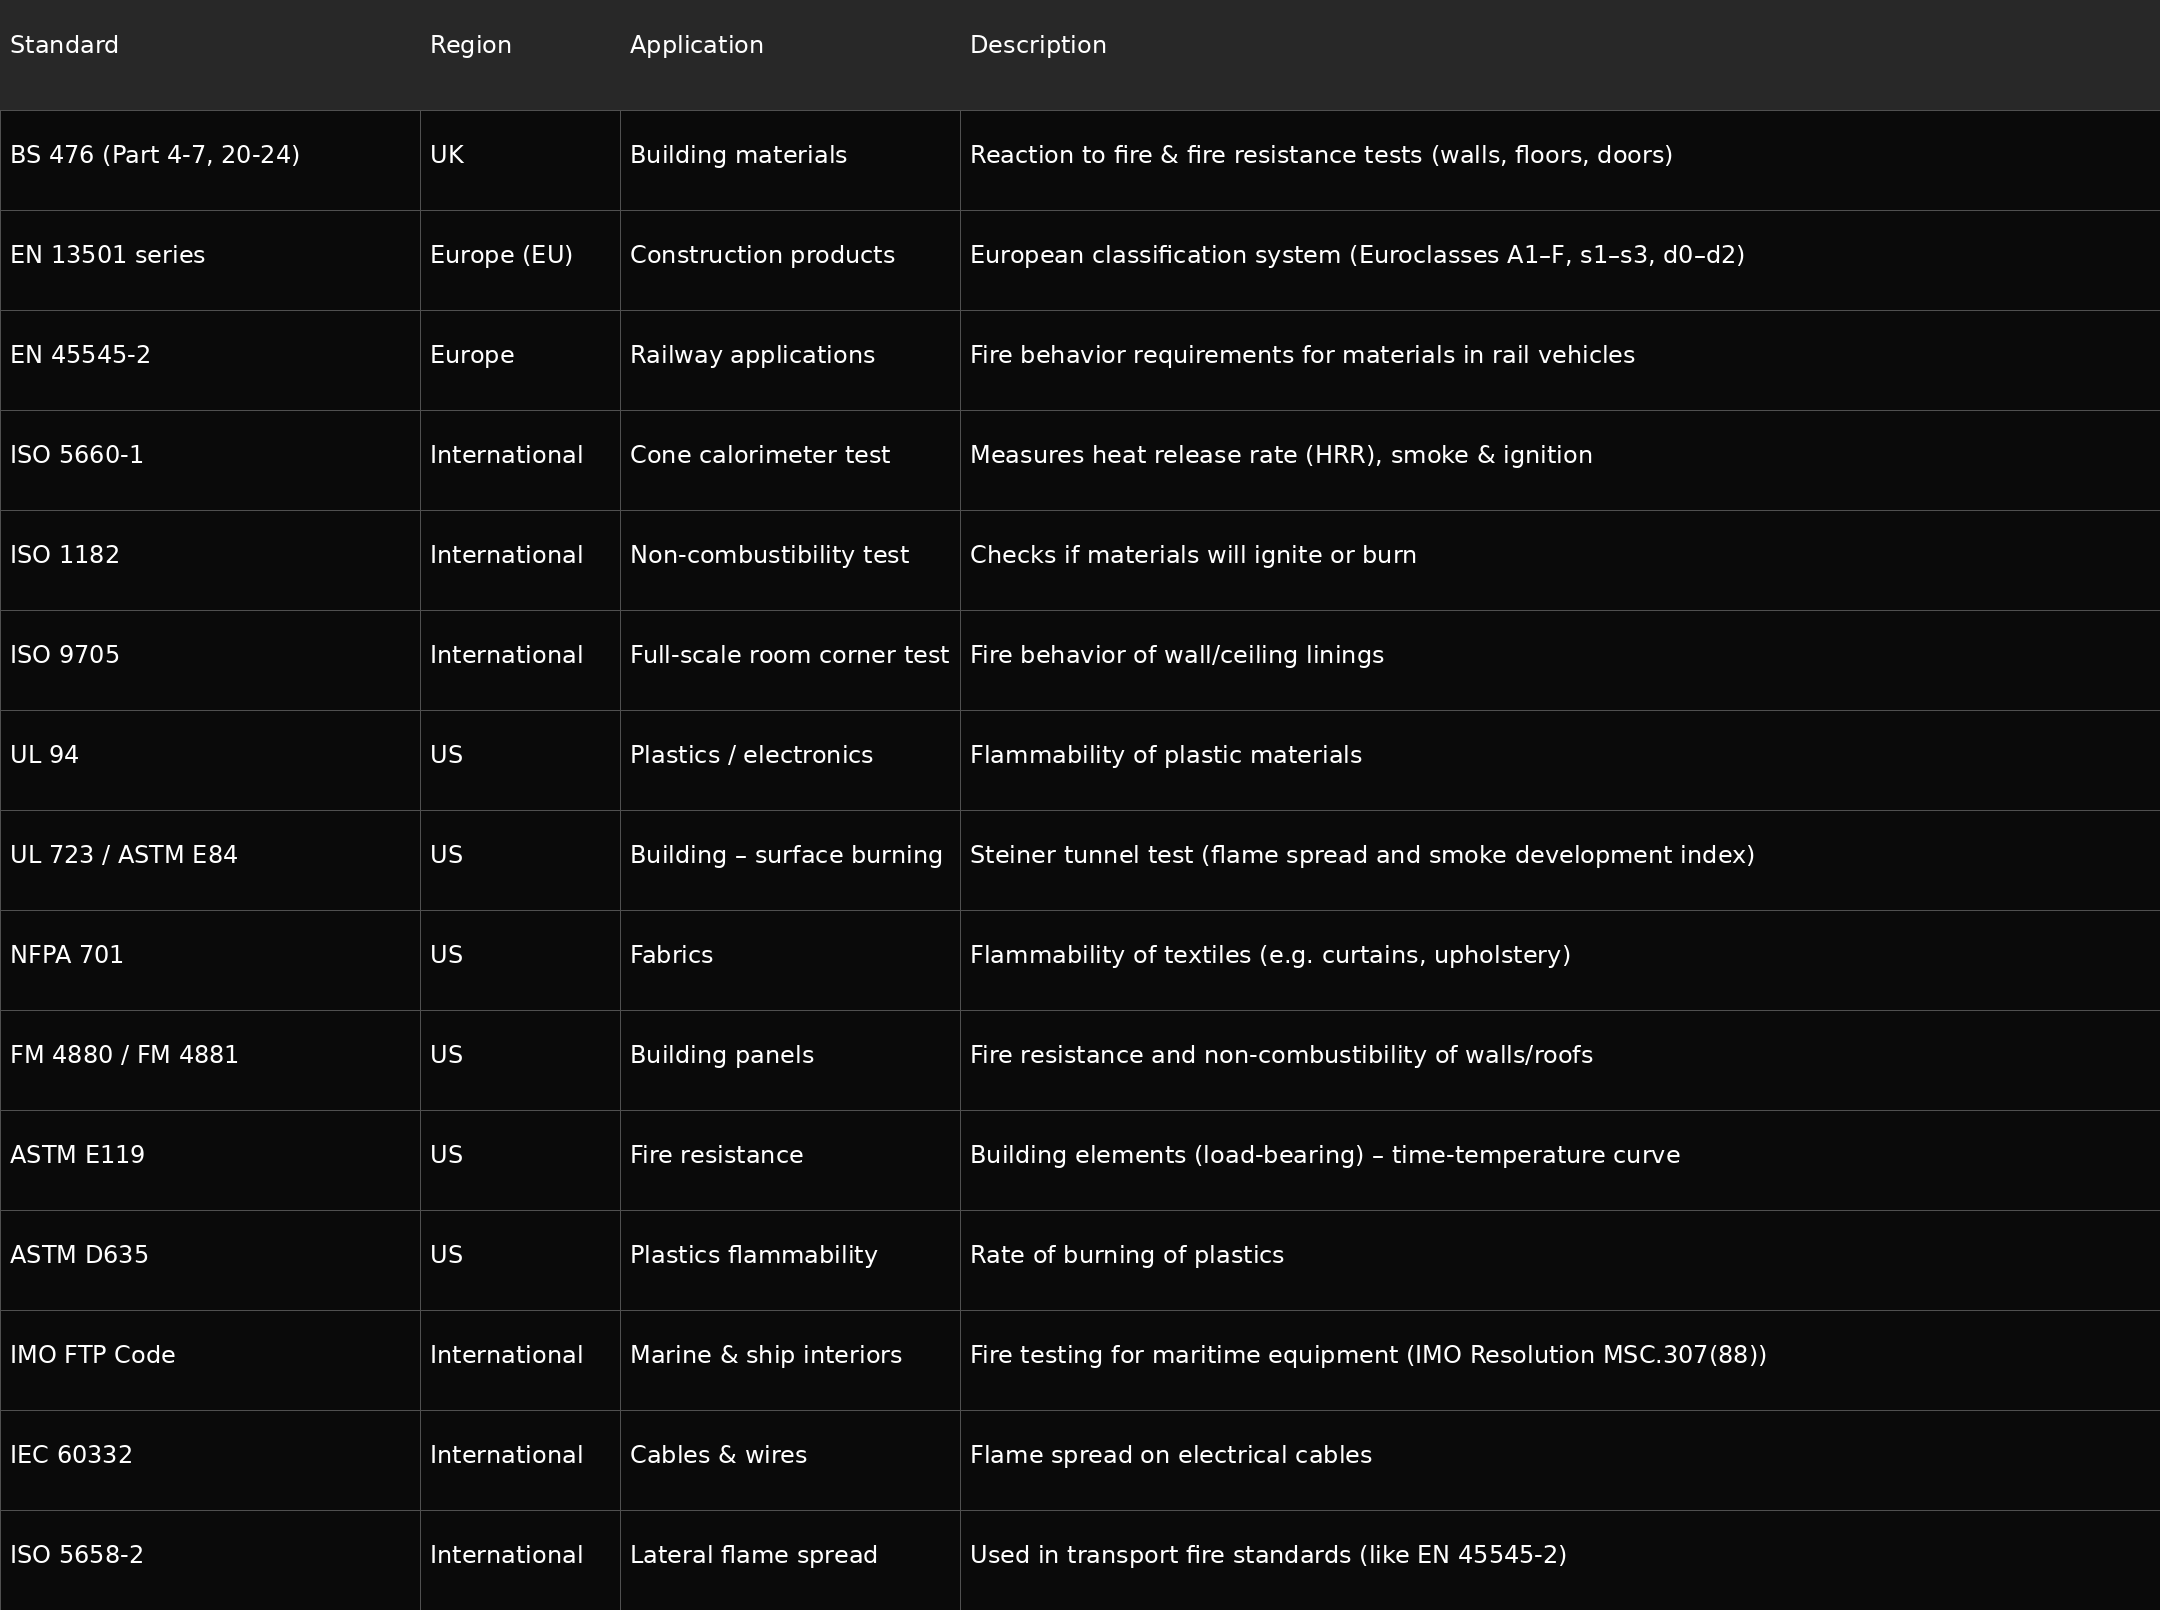 Standard Region Application Description
BS 476 (Part 4-7, 20-24) UK Building materials Reaction to fire & fire resistance tests (walls, floors, doors)
EN 13501 series Europe (EU) Construction products European classification system (Euroclasses A1–F, s1–s3, d0–d2)
EN 45545-2 Europe Railway applications Fire behavior requirements for materials in rail vehicles
ISO 5660-1 International Cone calorimeter test Measures heat release rate (HRR), smoke & ignition
ISO 1182 International Non-combustibility test Checks if materials will ignite or burn
ISO 9705 International Full-scale room corner test Fire behavior of wall/ceiling linings
UL 94 US Plastics / electronics Flammability of plastic materials
UL 723 / ASTM E84 US Building – surface burning Steiner tunnel test (flame spread and smoke development index)
NFPA 701 US Fabrics Flammability of textiles (e.g. curtains, upholstery)
FM 4880 / FM 4881 US Building panels Fire resistance and non-combustibility of walls/roofs
ASTM E119 US Fire resistance Building elements (load-bearing) – time-temperature curve
ASTM D635 US Plastics flammability Rate of burning of plastics
IMO FTP Code International Marine & ship interiors Fire testing for maritime equipment (IMO Resolution MSC.307(88))
IEC 60332 International Cables & wires Flame spread on electrical cables
ISO 5658-2 International Lateral flame spread Used in transport fire standards (like EN 45545-2)